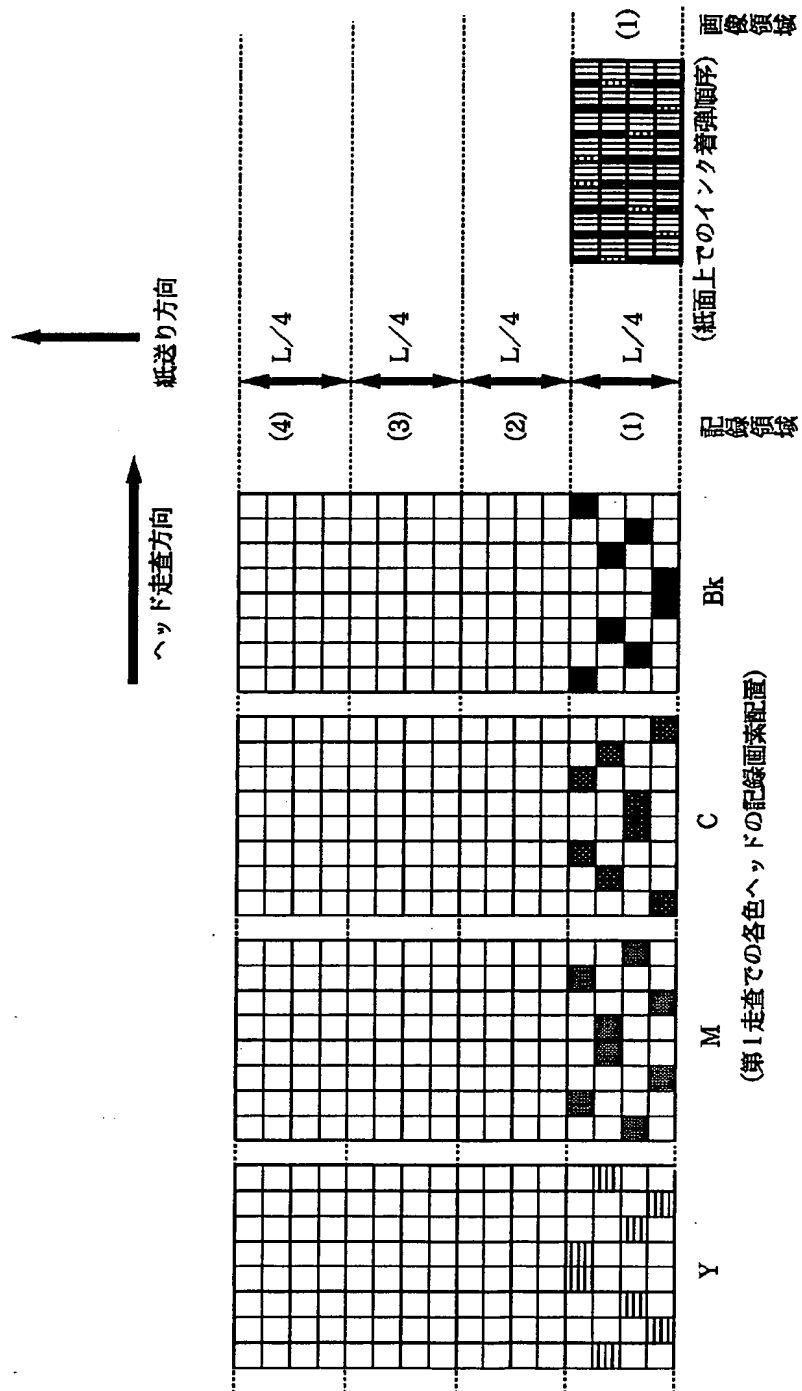 紙送り方向
ヘッド走査方向
L/4
L/4
L/4
L/4
(4)
(3)
(2)
(1)
記録領域
(1)
画像領域
(紙面上でのインク着弾順序)
Y
M
C
Bk
(第1走査での各色ヘッドの記録画素配置)